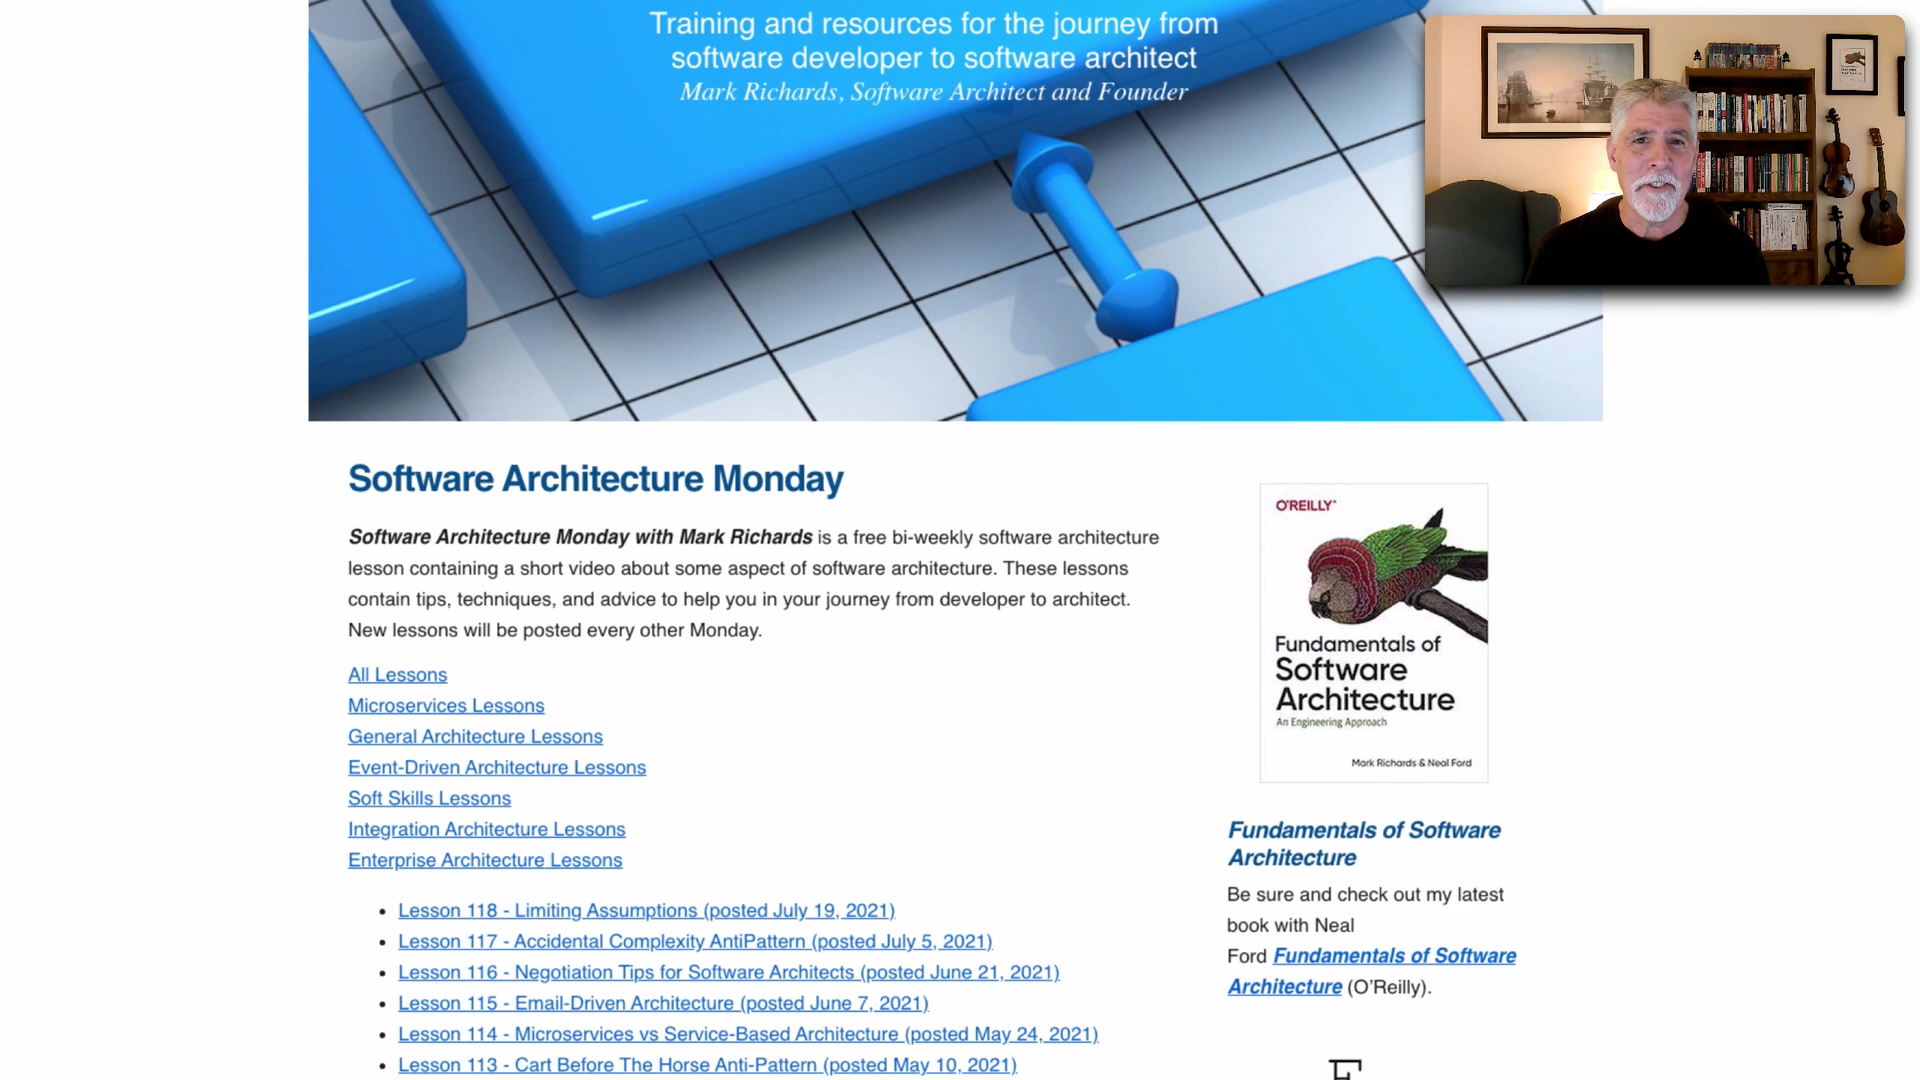 Training and resources for the journey from
software developer to software architect
Mark Richards, Software Architect and Founder
Software Architecture Monday
Software Architecture Monday with Mark Richards is a free bi-weekly software architecture
lesson containing a short video about some aspect of software architecture. These lessons
contain tips, techniques, and advice to help you in your journey from developer to architect.
New lessons will be posted every other Monday.
All Lessons
Microservices Lessons
General Architecture Lessons
Event-Driven Architecture Lessons
Soft Skills Lessons
Integration Architecture Lessons
Enterprise Architecture Lessons
Lesson 118 - Limiting Assumptions (posted July 19, 2021)
Lesson 117 - Accidental Complexity AntiPattern (posted July 5, 2021)
Lesson 116 - Negotiation Tips for Software Architects (posted June 21, 2021)
Lesson 115 - Email-Driven Architecture (posted June 7, 2021)
Lesson 114 - Microservices vs Service-Based Architecture (posted May 24, 2021)
Lesson 113 - Cart Before The Horse Anti-Pattern (posted May 10, 2021)
O'REILLY
Fundamentals of
Software
Architecture
An Engineering Approach
Mark Richards & Neal Ford
Fundamentals of Software
Architecture
Be sure and check out my latest
book with Neal
Ford Fundamentals of Software
Architecture (O'Reilly).